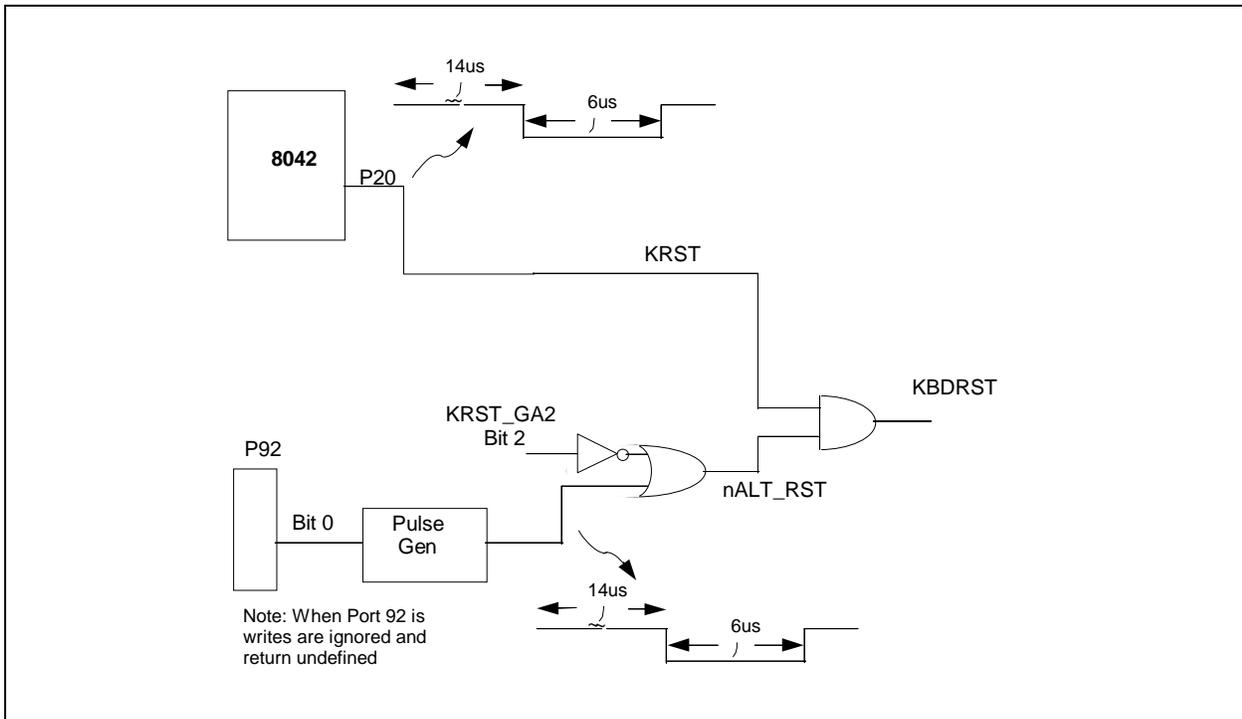 14us
6us
8042
P20
KRST
KBDRST
KRST_GA2
Bit 2
nALT_RST
P92
Bit 0
Pulse
Gen
14us
6us
Note: When Port 92 is
writes are ignored and
return undefined